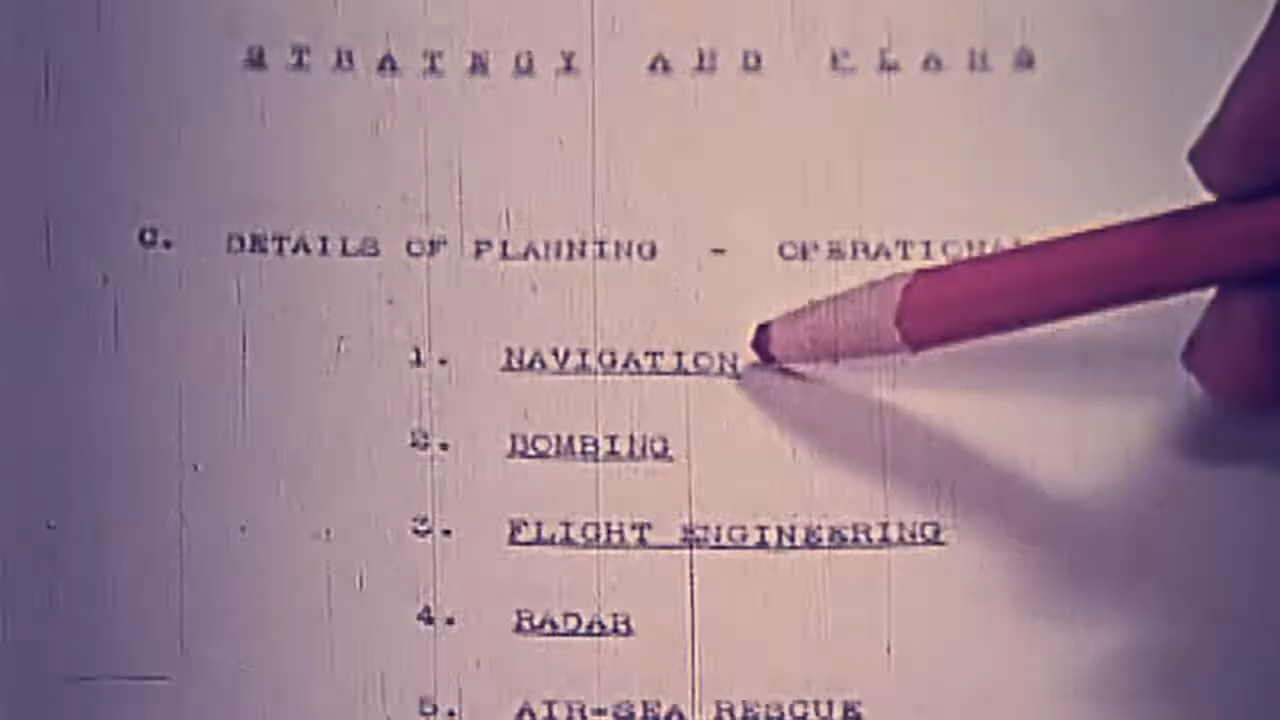 STRATEGY AND PLANS
C. DETAILS OF PLANNING - OPERATIONAL
1. NAVIGATION
2. BOMBING
3. FLIGHT ENGINEERING
4. RADAR
5. AIR-SEA RESCUE